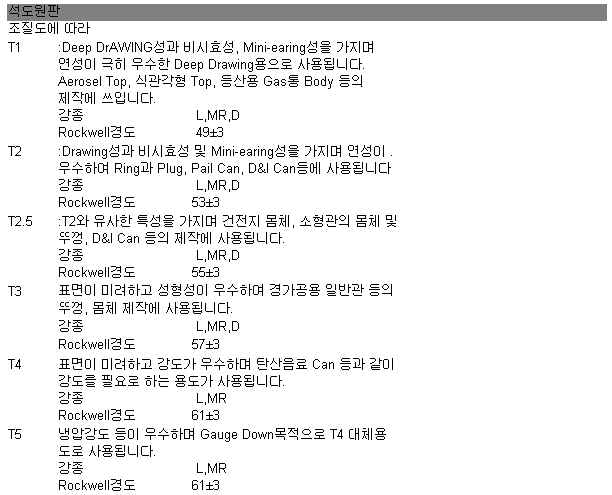 석도원판
조질도에 따라
T1 :Deep DrAWING성과 비시효성, Mini-earing성을 가지며
연성이 극히 우수한 Deep Drawing용으로 사용됩니다.
Aerosel Top, 식관각형 Top, 등산용 Gas통 Body 등의
제작에 쓰입니다.
강종 L,MR,D
Rockwell경도 49±3
T2 :Drawing성과 비시효성 및 Mini-earing성을 가지며 연성이 .
우수하며 Ring과 Plug, Pail Can, D&I Can등에 사용됩니다
강종 L,MR,D
Rockwell경도 53±3
T2.5 :T2와 유사한 특성을 가지며 건전지 몸체, 소형관의 몸체 및
뚜껑, D&I Can 등의 제작에 사용됩니다.
강종 L,MR,D
Rockwell경도 55±3
T3 표면이 미려하고 성형성이 우수하며 경가공용 일반관 등의
뚜껑, 몸체 제작에 사용됩니다.
강종 L,MR,D
Rockwell경도 57±3
T4 표면이 미려하고 강도가 우수하며 탄산음료 Can 등과 같이
강도를 필요로 하는 용도가 사용됩니다.
강종 L,MR
Rockwell경도 61±3
T5 냉압강도 등이 우수하며 Gauge Down목적으로 T4 대체용
도로 사용됩니다.
강종 L,MR
Rockwell경도 61±3